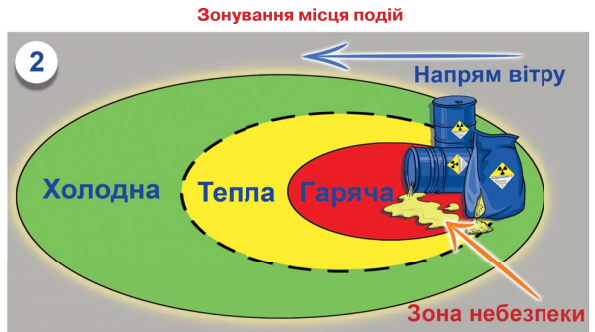 Зонування місця подій
2
Напрям вітру
Холодна
Тепла
Гаряча
Зона небезпеки